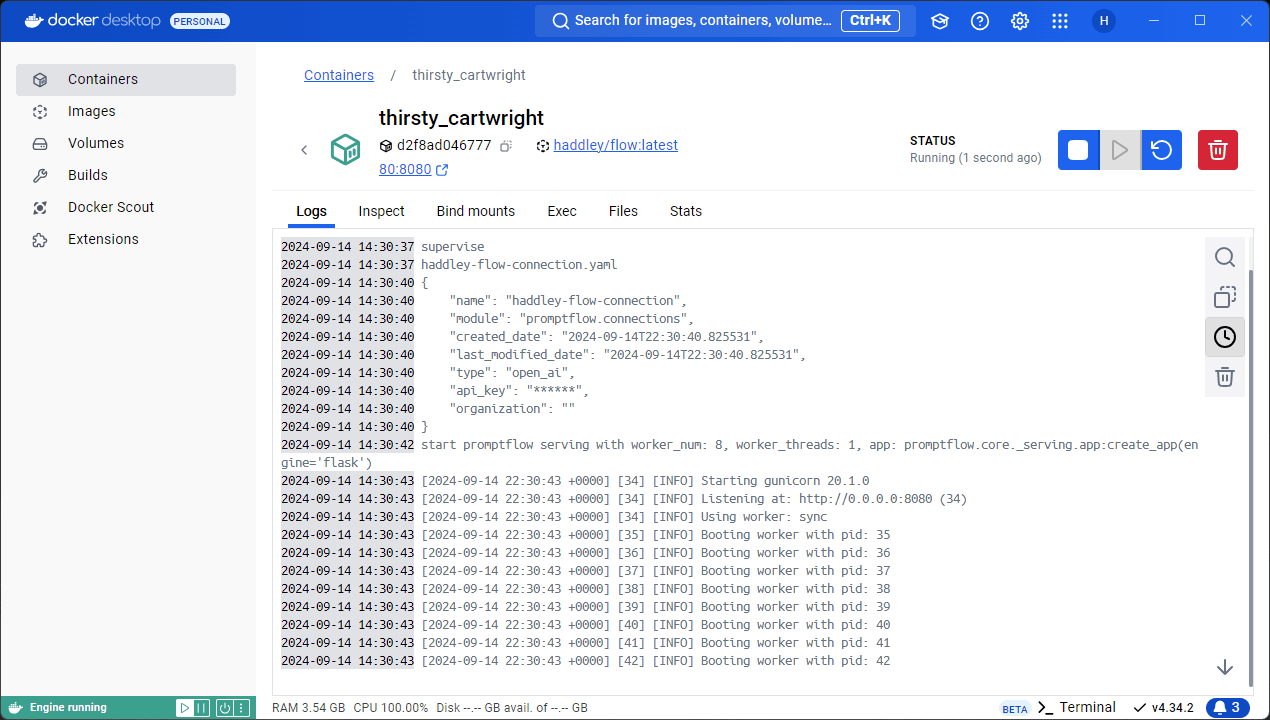 docker desktop PERSONAL
Search for images, containers, volume... Ctrl+K
H
Containers
Images
Volumes
Builds
Docker Scout
Extensions
Containers / thirsty_cartwright
thirsty_cartwright
d2f8ad046777 haddley/flow:latest
80:8080
STATUS
Running (1 second ago)
Logs Inspect Bind mounts Exec Files Stats
2024-09-14 14:30:37 supervise
2024-09-14 14:30:37 haddley-flow-connection.yaml
2024-09-14 14:30:40 {
2024-09-14 14:30:40     "name": "haddley-flow-connection",
2024-09-14 14:30:40     "module": "promptflow.connections",
2024-09-14 14:30:40     "created_date": "2024-09-14T22:30:40.825531",
2024-09-14 14:30:40     "last_modified_date": "2024-09-14T22:30:40.825531",
2024-09-14 14:30:40     "type": "open_ai",
2024-09-14 14:30:40     "api_key": "******",
2024-09-14 14:30:40     "organization": ""
2024-09-14 14:30:40 }
2024-09-14 14:30:42 start promptflow serving with worker_num: 8, worker_threads: 1, app: promptflow.core._serving.app:create_app(en
gine='flask')
2024-09-14 14:30:43 [2024-09-14 22:30:43 +0000] [34] [INFO] Starting gunicorn 20.1.0
2024-09-14 14:30:43 [2024-09-14 22:30:43 +0000] [34] [INFO] Listening at: http://0.0.0.0:8080 (34)
2024-09-14 14:30:43 [2024-09-14 22:30:43 +0000] [34] [INFO] Using worker: sync
2024-09-14 14:30:43 [2024-09-14 22:30:43 +0000] [35] [INFO] Booting worker with pid: 35
2024-09-14 14:30:43 [2024-09-14 22:30:43 +0000] [36] [INFO] Booting worker with pid: 36
2024-09-14 14:30:43 [2024-09-14 22:30:43 +0000] [37] [INFO] Booting worker with pid: 37
2024-09-14 14:30:43 [2024-09-14 22:30:43 +0000] [38] [INFO] Booting worker with pid: 38
2024-09-14 14:30:43 [2024-09-14 22:30:43 +0000] [39] [INFO] Booting worker with pid: 39
2024-09-14 14:30:43 [2024-09-14 22:30:43 +0000] [40] [INFO] Booting worker with pid: 40
2024-09-14 14:30:43 [2024-09-14 22:30:43 +0000] [41] [INFO] Booting worker with pid: 41
2024-09-14 14:30:43 [2024-09-14 22:30:43 +0000] [42] [INFO] Booting worker with pid: 42
Engine running
RAM 3.54 GB CPU 100.00% Disk --.-- GB avail. of --.-- GB
BETA >_ Terminal v4.34.2 3